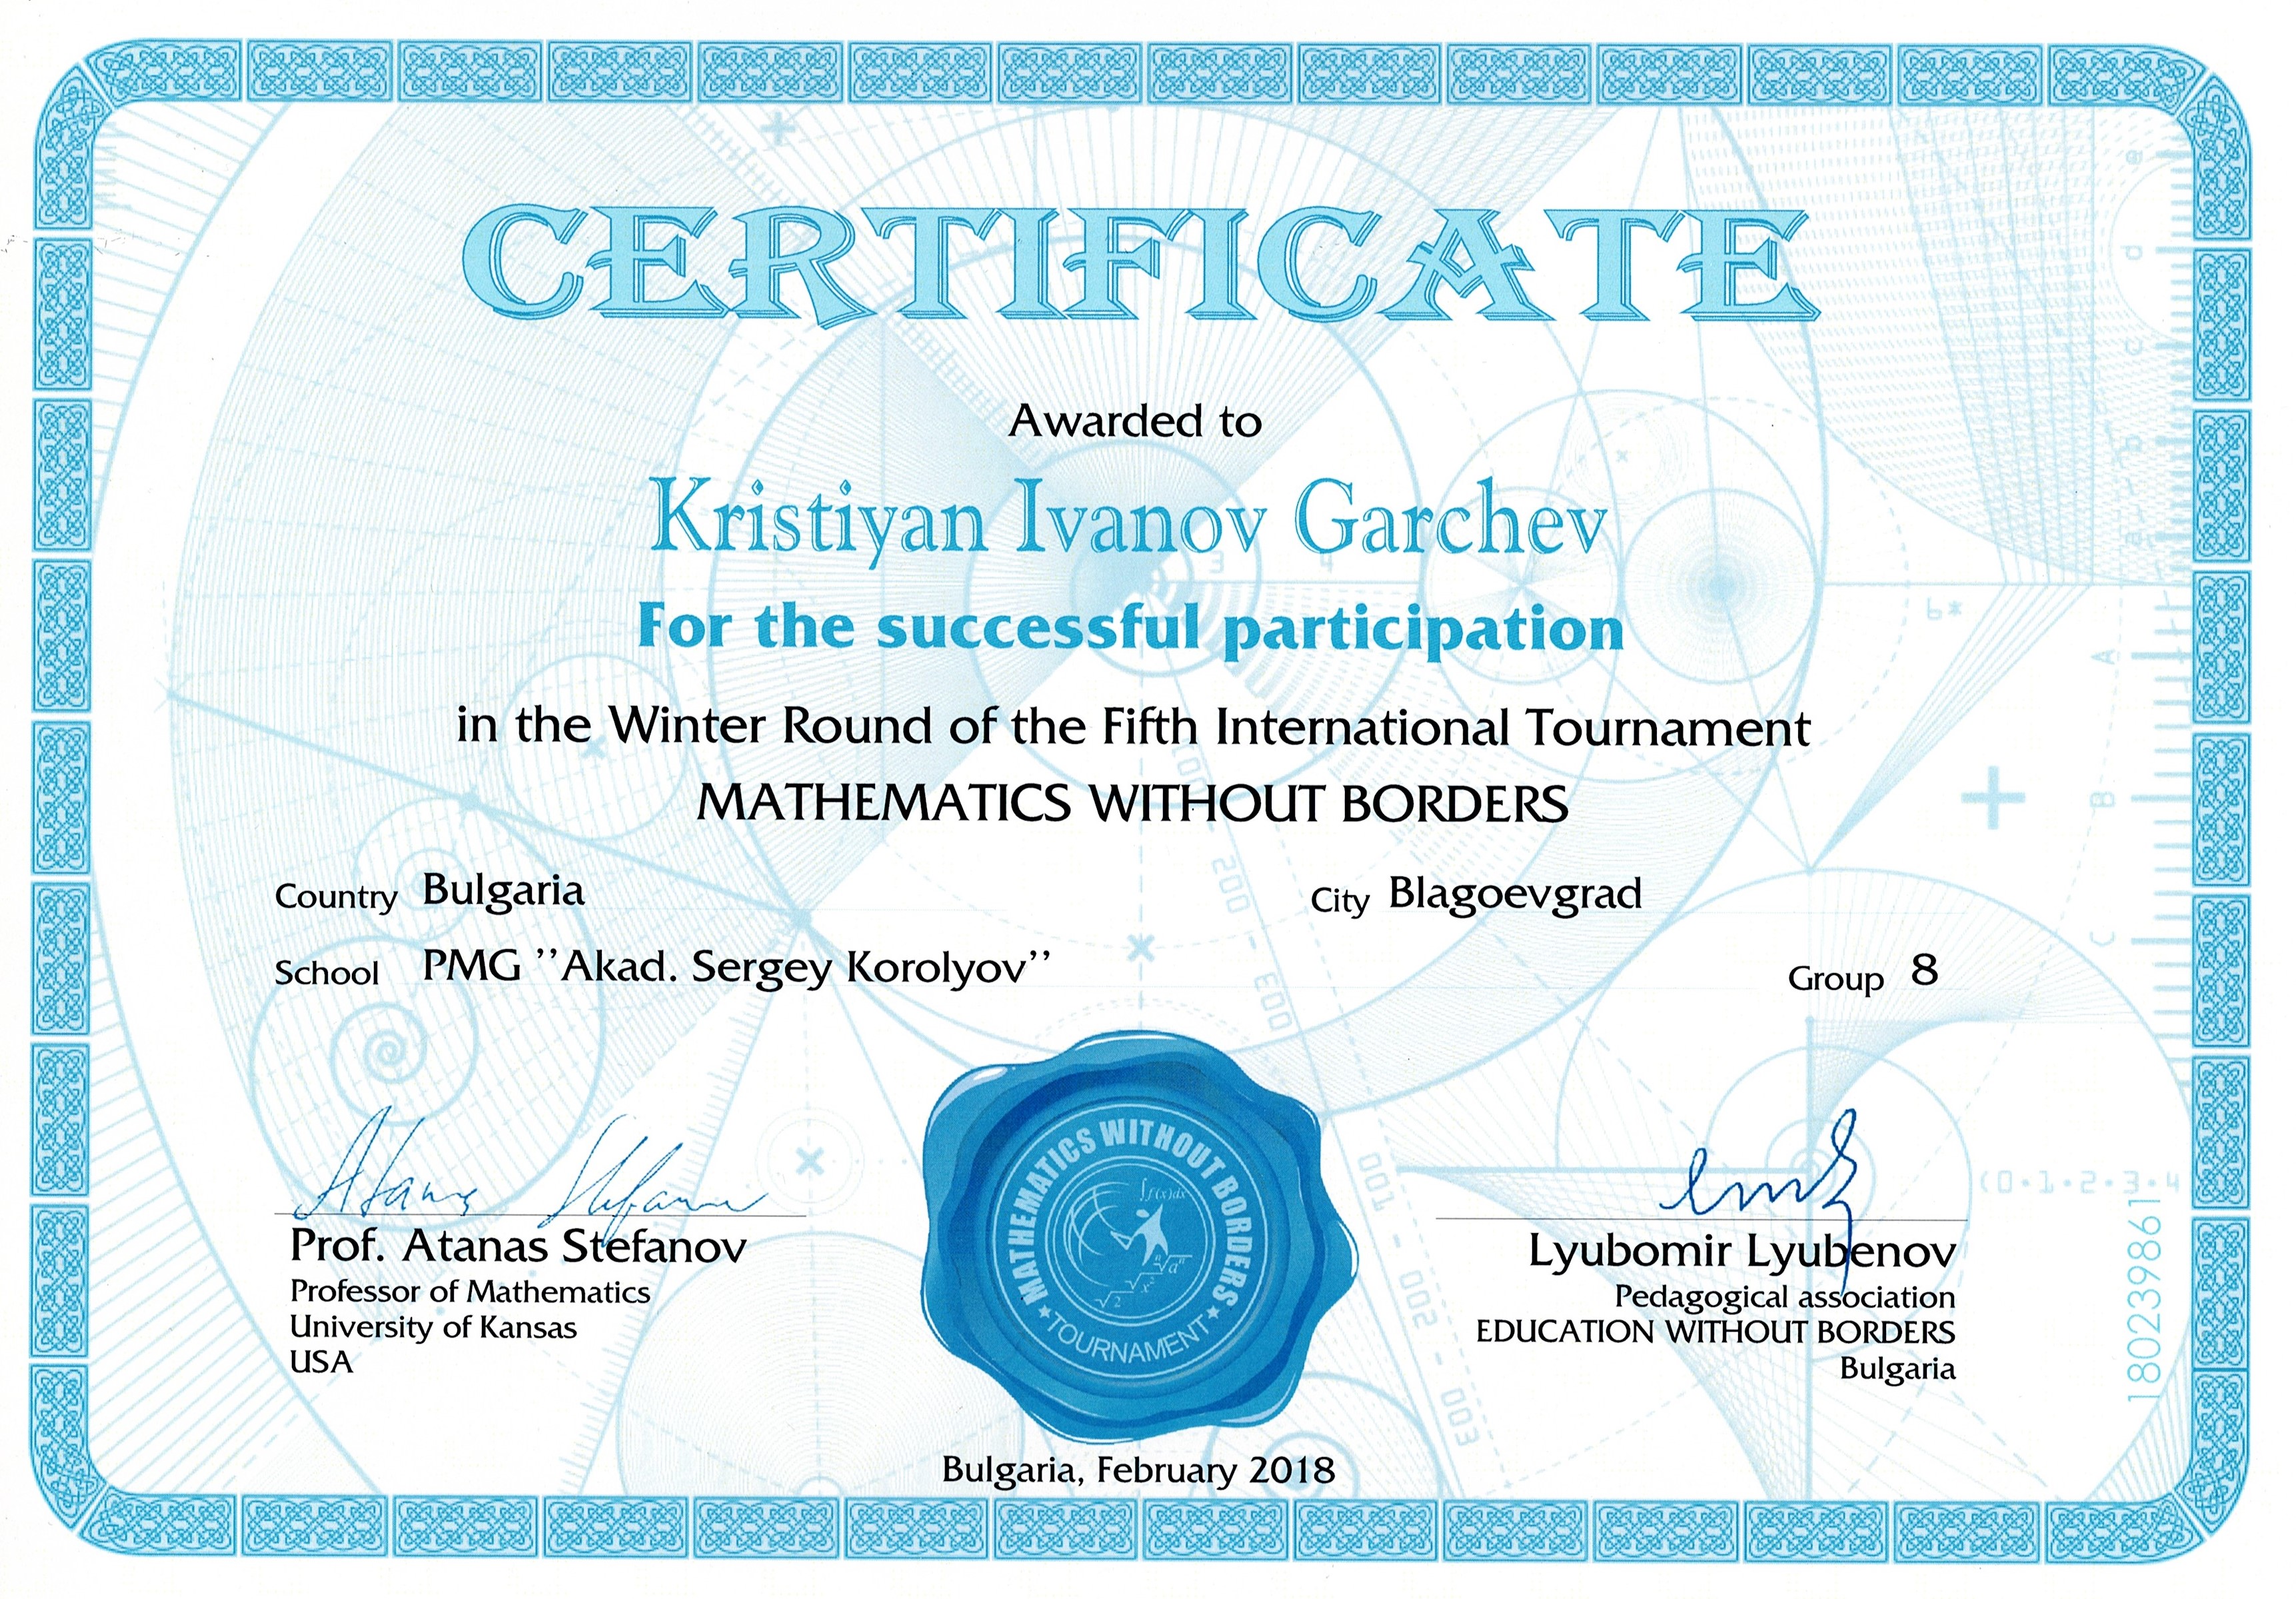 CERTIFICATE
Awarded to
Kristiyan Ivanov Garchev
For the successful participation
in the Winter Round of the Fifth International Tournament
MATHEMATICS WITHOUT BORDERS
Country Bulgaria
City Blagoevgrad
School PMG ''Akad. Sergey Korolyov''
Group 8
MATHEMATICS WITHOUT BORDERS
TOURNAMENT
Prof. Atanas Stefanov
Professor of Mathematics
University of Kansas
USA
Lyubomir Lyubenov
Pedagogical association
EDUCATION WITHOUT BORDERS
Bulgaria
180239861
Bulgaria, February 2018